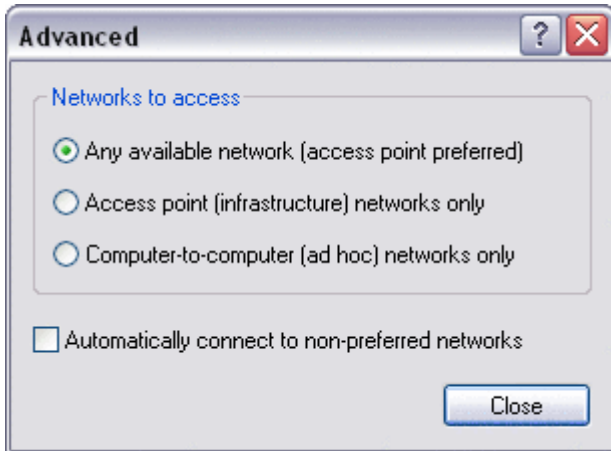 Advanced
?
Networks to access
Any available network (access point preferred)
Access point (infrastructure) networks only
Computer-to-computer (ad hoc) networks only
Automatically connect to non-preferred networks
Close